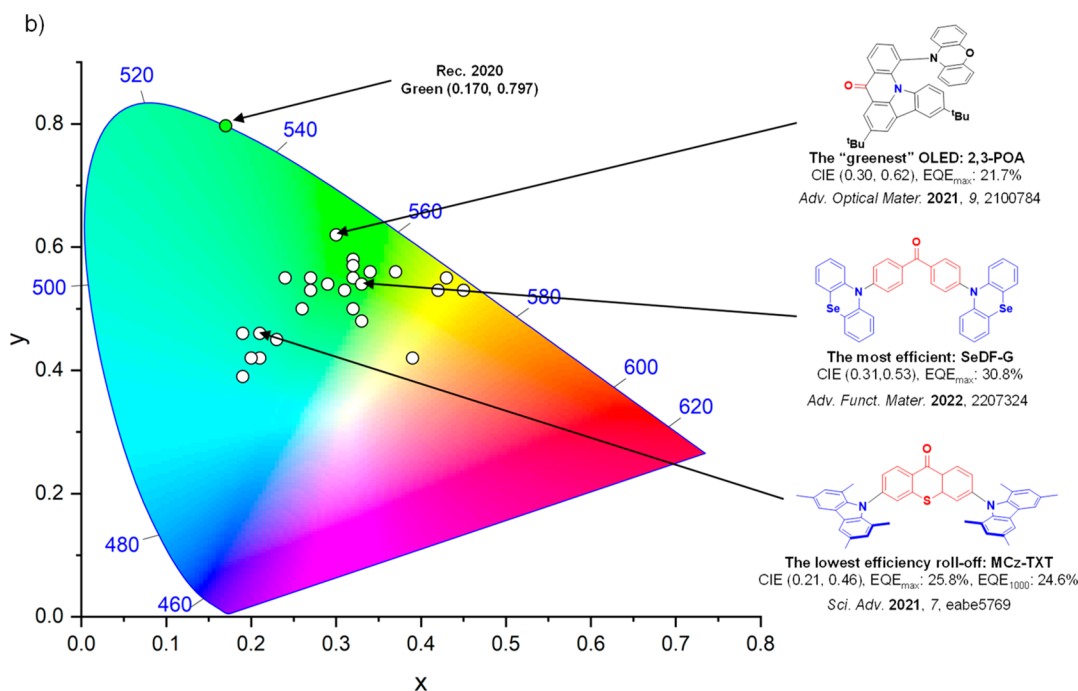 b)
520
Rec. 2020
Green (0.170, 0.797)
540
560
500
580
600
620
480
460
0.8
0.6
0.4
0.2
0.0
y
0.0
0.1
0.2
0.3
0.4
0.5
0.6
0.7
0.8
x
N
O
O
N
tBu
tBu
The "greenest" OLED: 2,3-POA
CIE (0.30, 0.62), EQEmax: 21.7%
Adv. Optical Mater. 2021, 9, 2100784
O
N
N
Se
Se
The most efficient: SeDF-G
CIE (0.31,0.53), EQEmax: 30.8%
Adv. Funct. Mater. 2022, 2207324
O
N
S
N
The lowest efficiency roll-off: MCz-TXT
CIE (0.21, 0.46), EQEmax: 25.8%, EQE1000: 24.6%
Sci. Adv. 2021, 7, eabe5769